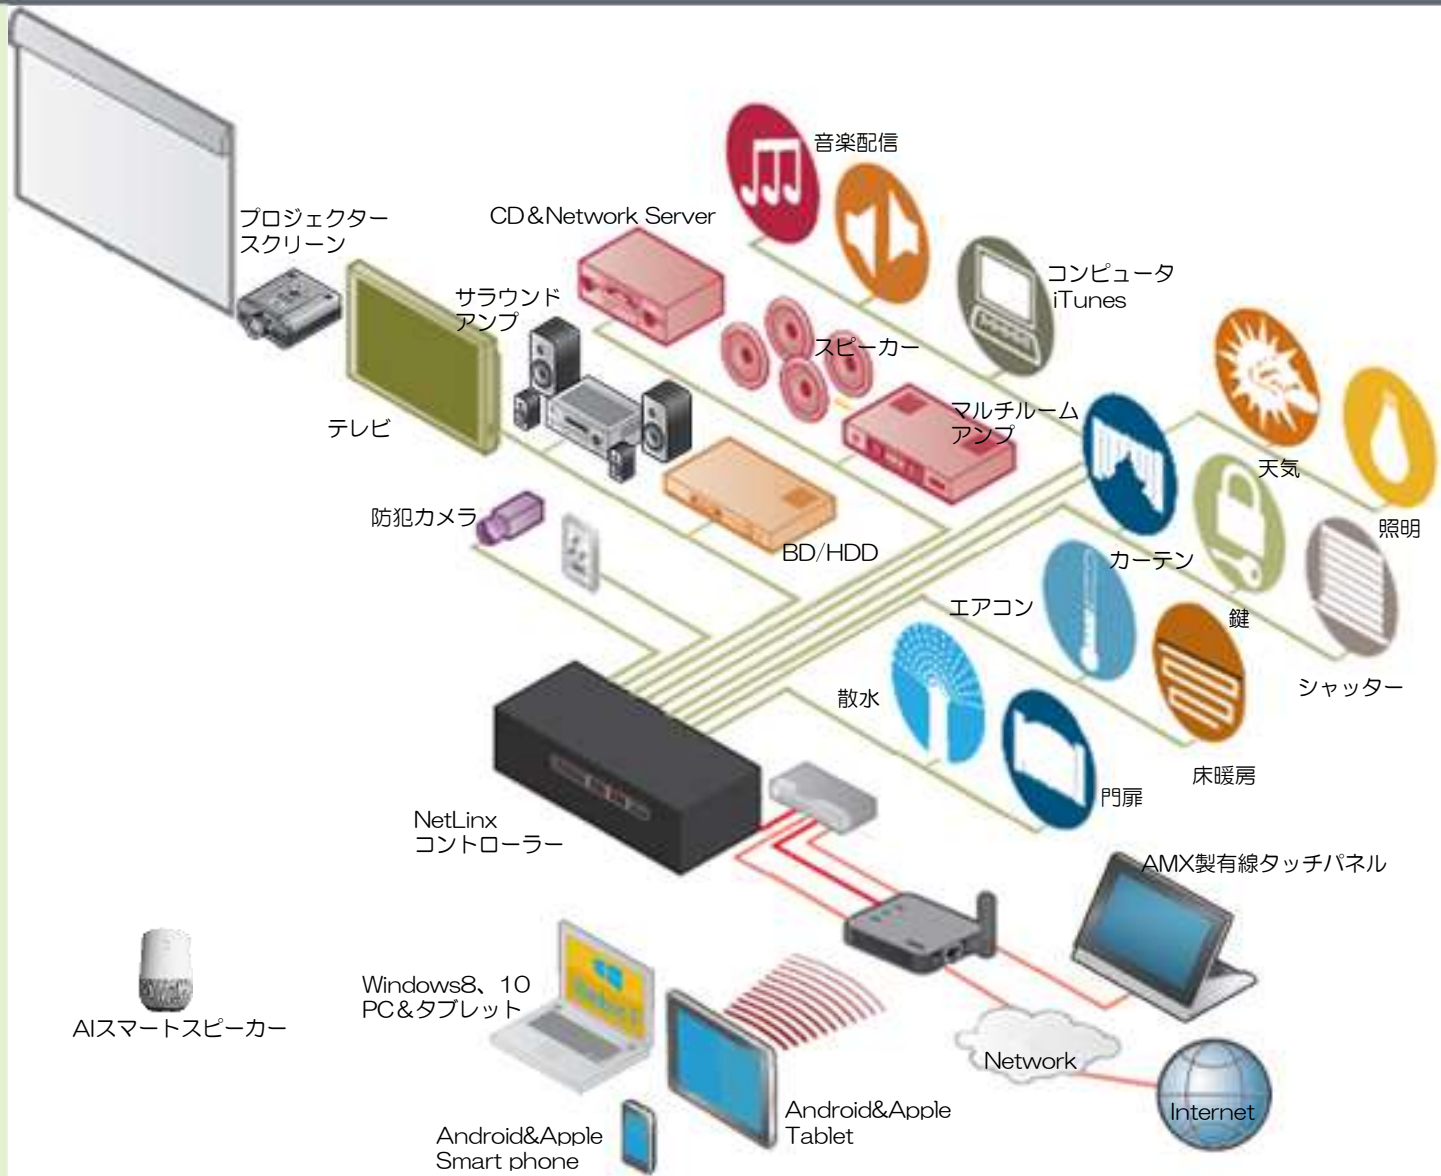 音楽配信
プロジェクター
スクリーン
CD&Network Server
コンピュータ
iTunes
サラウンド
アンプ
スピーカー
マルチルーム
アンプ
テレビ
天気
照明
防犯カメラ
BD/HDD
カーテン
エアコン
鍵
シャッター
散水
床暖房
門扉
NetLinx
コントローラー
AMX製有線タッチパネル
Windows8、10
PC&タブレット
AIスマートスピーカー
Network
Internet
Android&Apple
Tablet
Android&Apple
Smart phone